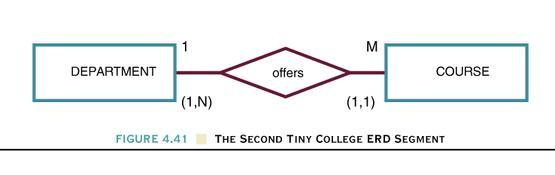 1 M
DEPARTMENT offers COURSE
(1,N) (1,1)
FIGURE 4.41 THE SECOND TINY COLLEGE ERD SEGMENT